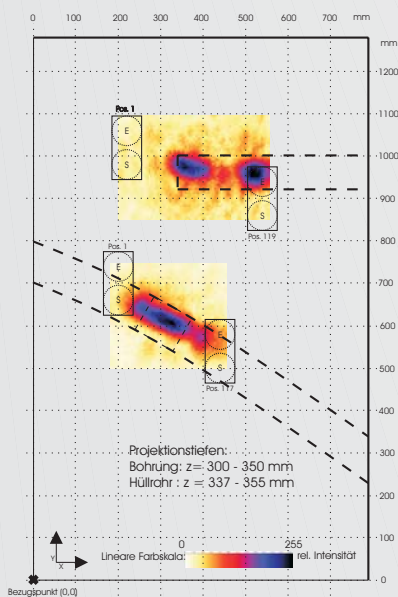 0 100 200 300 400 500 600 700 mm
mm
1200
1100
Pos. 1
E
1000
S
900
E
S
Pos. 119
800
Pos. 1
700
E
S
600
E
500
S
Pos. 117
400
Projektionstiefen:
300
Bohrung: z= 300 - 350 mm
Hüllrahr : z = 337 - 355 mm
200
100
0 255
Y
X
Lineare Farbskala: rel. Intensität
0
Bezugspunkt (0,0)